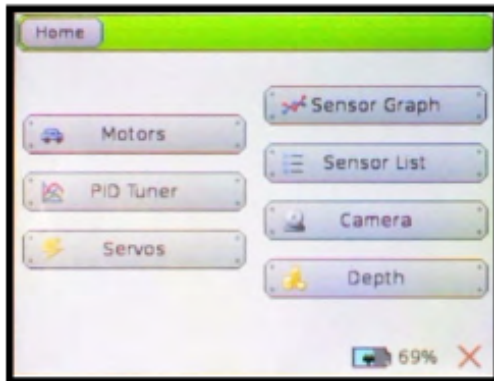 Home
Motors
PID Tuner
Servos
Sensor Graph
Sensor List
Camera
Depth
69%